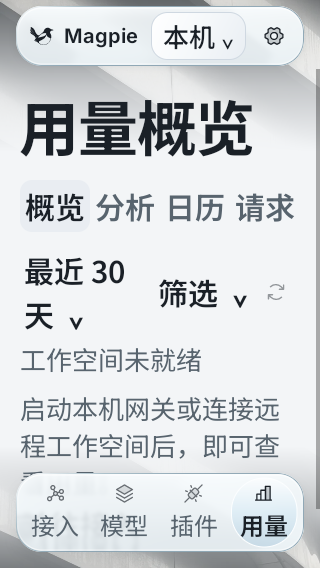 Magpie 本机
用量概览
概览 分析 日历 请求
最近 30
天
筛选
工作空间未就绪
启动本机网关或连接远
程工作空间后，即可查
接入 模型 插件 用量